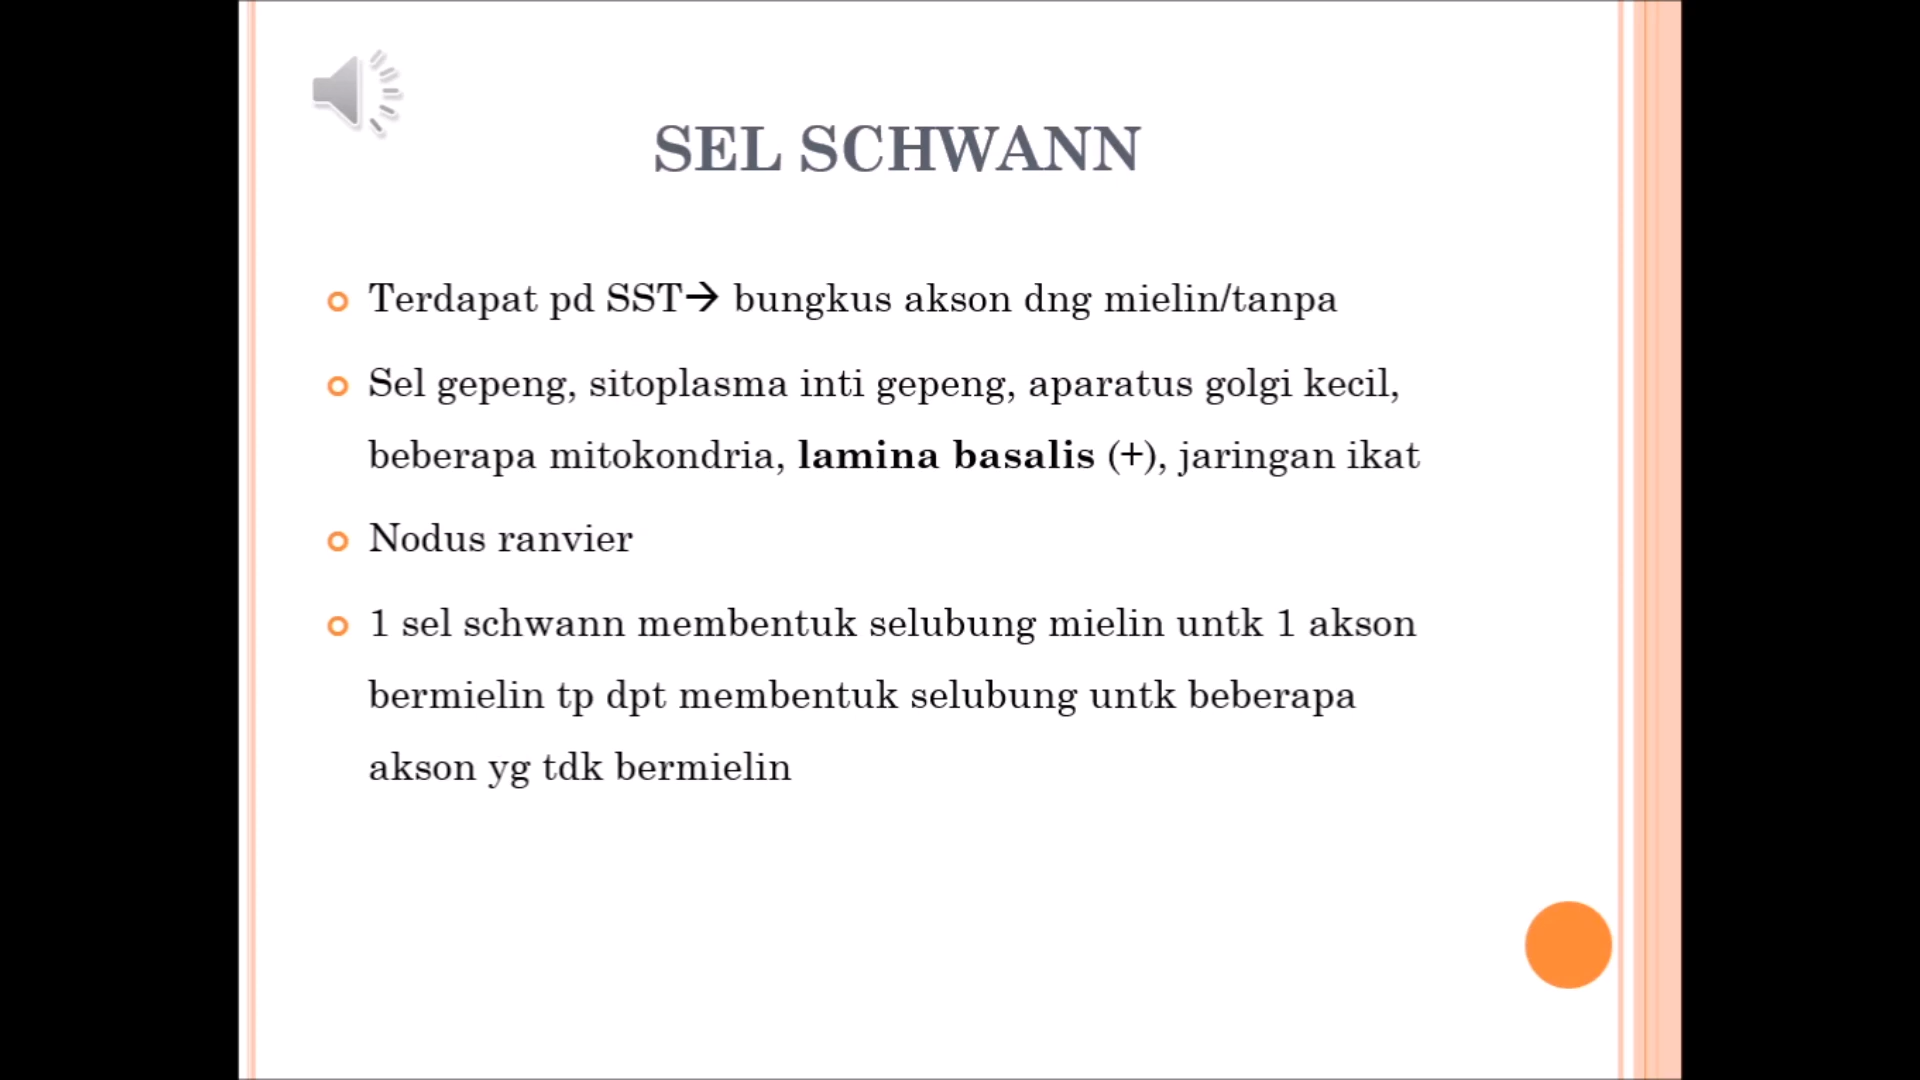 SEL SCHWANN
Terdapat pd SST→ bungkus akson dng mielin/tanpa
Sel gepeng, sitoplasma inti gepeng, aparatus golgi kecil,
beberapa mitokondria, lamina basalis (+), jaringan ikat
Nodus ranvier
1 sel schwann membentuk selubung mielin untk 1 akson
bermielin tp dpt membentuk selubung untk beberapa
akson yg tdk bermielin